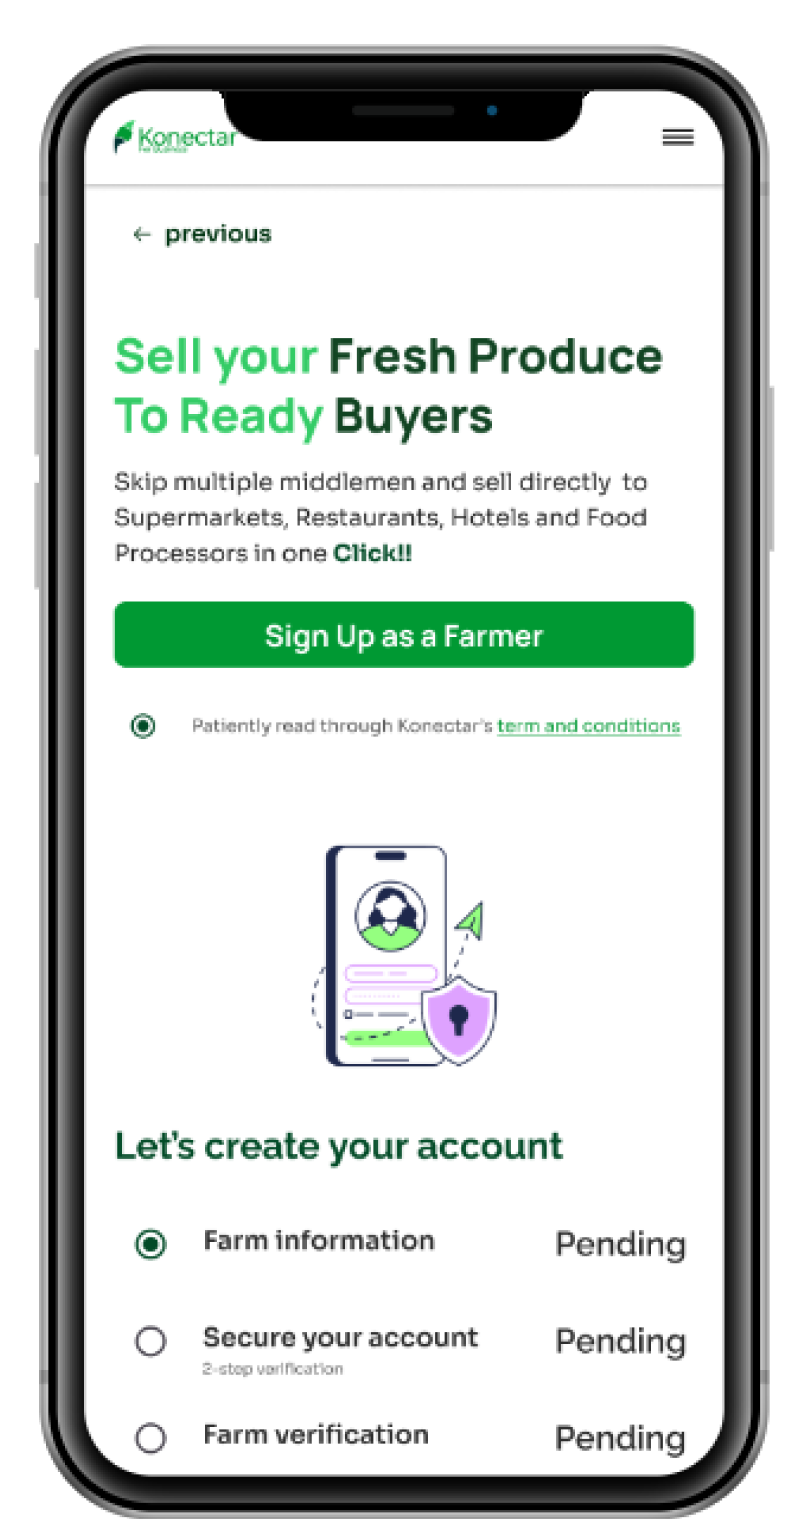 Konectar
← previous
Sell your Fresh Produce
To Ready Buyers
Skip multiple middlemen and sell directly to
Supermarkets, Restaurants, Hotels and Food
Processors in one Click!!
Sign Up as a Farmer
Patiently read through Konectar's term and conditions
Let's create your account
Farm information Pending
Secure your account Pending
2-step verification
Farm verification Pending